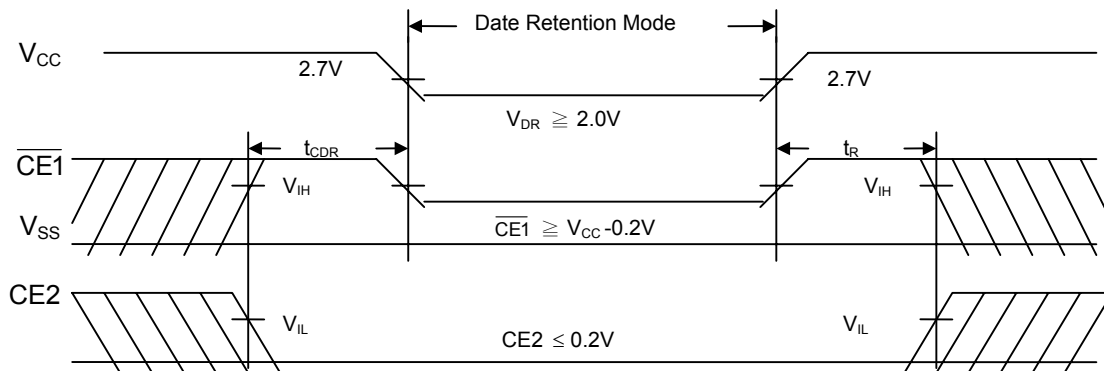 Date Retention Mode
VCC
2.7V
2.7V
VDR ≧ 2.0V
CE1
tCDR
tR
VIH
VIH
VSS
CE1 ≧ VCC -0.2V
CE2
VIL
VIL
CE2 ≤ 0.2V